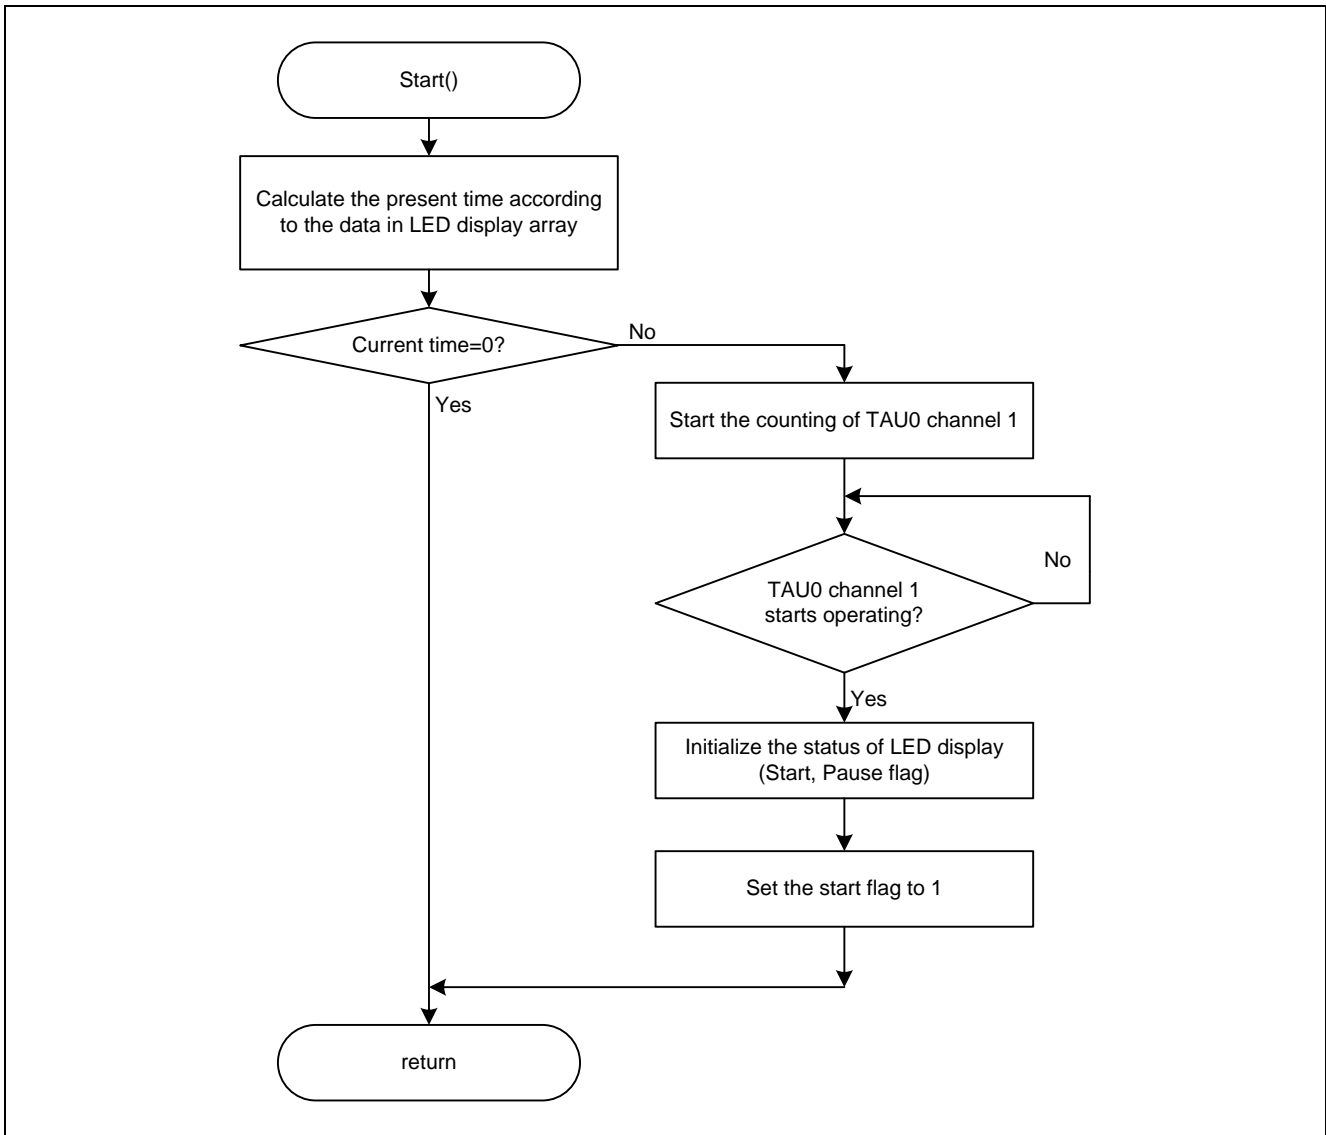 Start()
Calculate the present time according
to the data in LED display array
Current time=0?
No
Yes
Start the counting of TAU0 channel 1
TAU0 channel 1
starts operating?
No
Yes
Initialize the status of LED display
(Start, Pause flag)
Set the start flag to 1
return